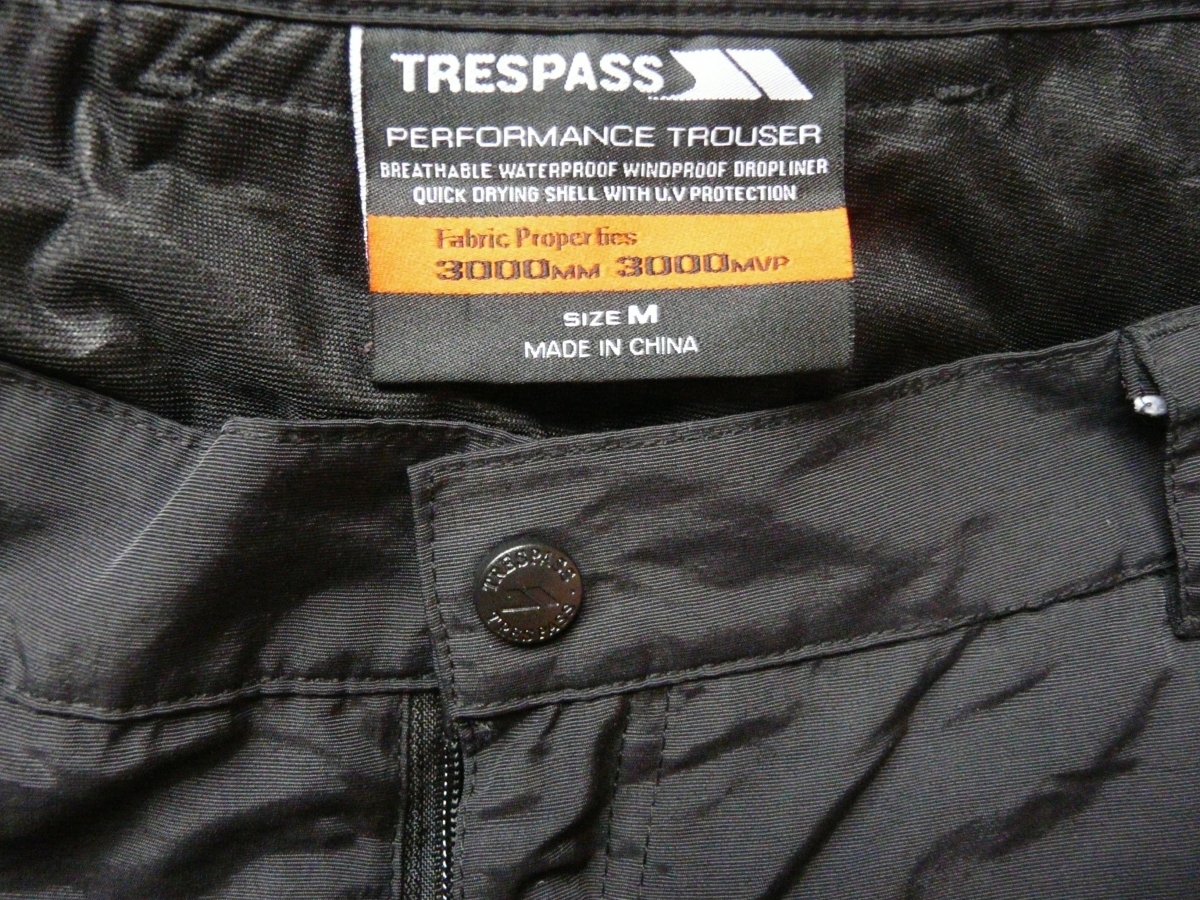 TRESPASS
PERFORMANCE TROUSER
BREATHABLE WATERPROOF WINDPROOF DROPLINER
QUICK DRYING SHELL WITH U.V PROTECTION
Fabric Properties
3000MM 3000MVP
SIZE M
MADE IN CHINA
TRESPASS
TRESPASS